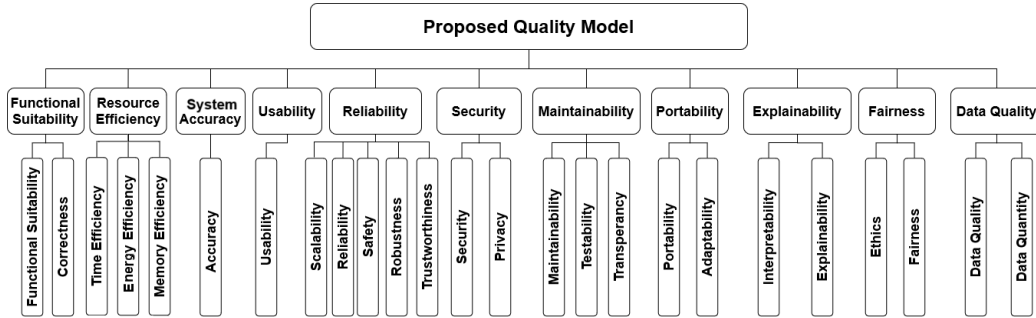 Proposed Quality Model
Functional
Suitability
Resource
Efficiency
System
Accuracy
Usability
Reliability
Security
Maintainability
Portability
Explainability
Fairness
Data Quality
Functional Suitability
Correctness
Time Efficiency
Energy Efficiency
Memory Efficiency
Accuracy
Usability
Scalability
Reliability
Safety
Robustness
Trustworthiness
Security
Privacy
Maintainability
Testability
Transperancy
Portability
Adaptability
Interpretability
Explainability
Ethics
Fairness
Data Quality
Data Quantity